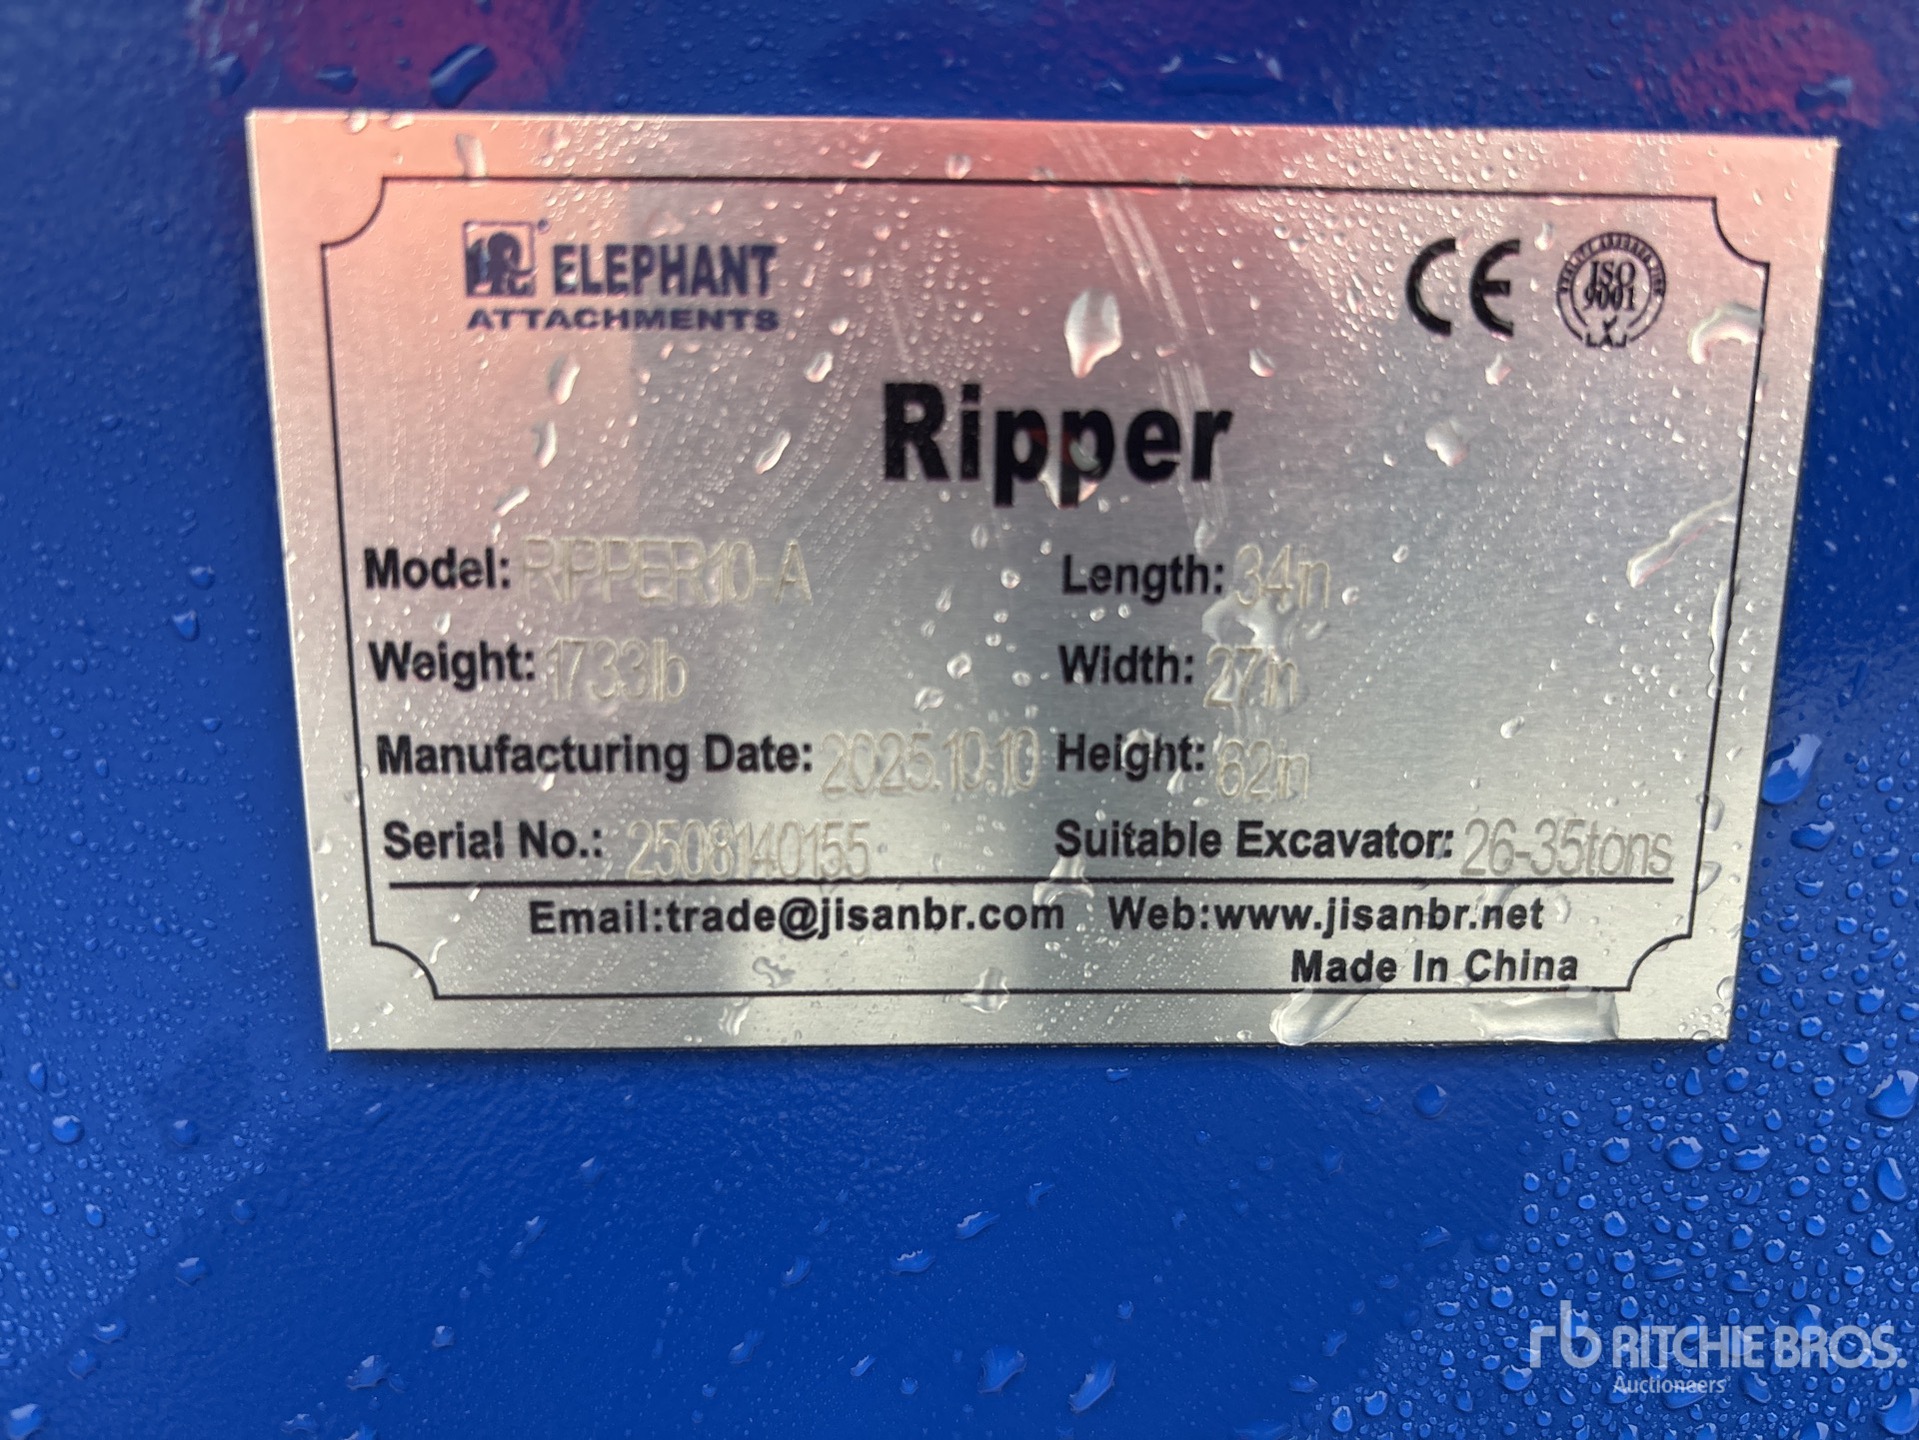 ELEPHANT
ATTACHMENTS
CE
ISO
9001
Ripper
Model: RIPPER10-A
Length: 34in
Weight: 1733lb
Width: 27in
Manufacturing Date: 2025.10.10
Height: 62in
Serial No.: 2508140155
Suitable Excavator: 26-35tons
Email:trade@jisanbr.com Web:www.jisanbr.net
Made In China
rb RITCHIE BROS.
Auctioneers